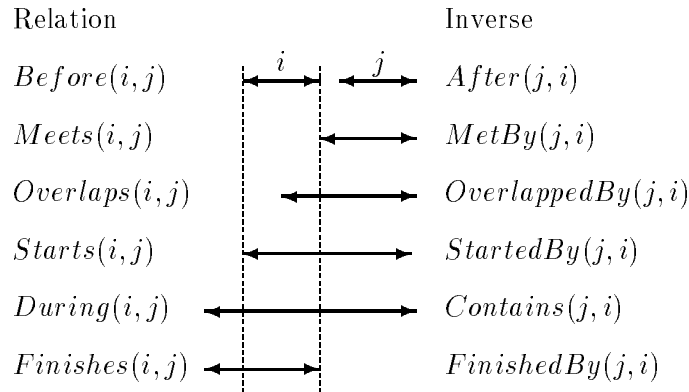 Relation Inverse
Before(i, j) i j After(j, i)
Meets(i, j) MetBy(j, i)
Overlaps(i, j) OverlappedBy(j, i)
Starts(i, j) StartedBy(j, i)
During(i, j) Contains(j, i)
Finishes(i, j) FinishedBy(j, i)